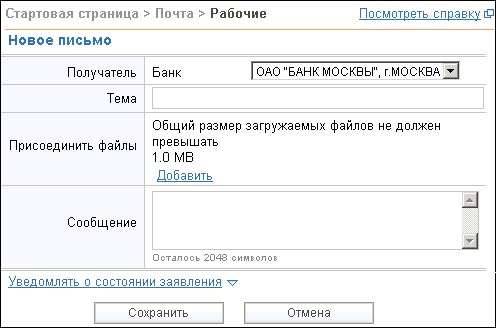 Стартовая страница > Почта > Рабочие Посмотреть справку
Новое письмо
Получатель Банк ОАО "БАНК МОСКВЫ", г.МОСКВА
Тема
Присоединить файлы Общий размер загружаемых файлов не должен
превышать
1.0 MB
Добавить
Сообщение
Осталось 2048 символов
Уведомлять о состоянии заявления
Сохранить Отмена